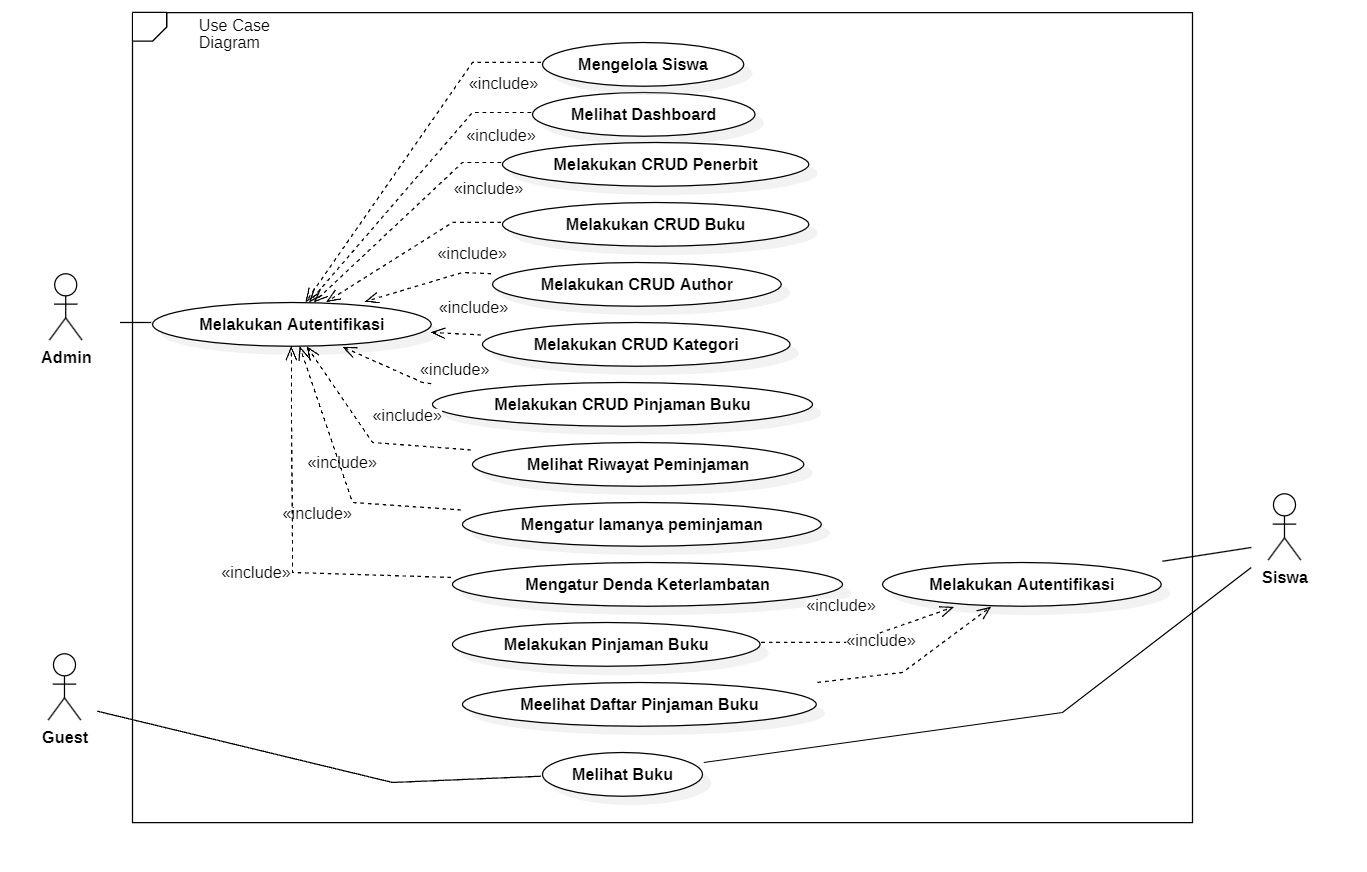 Use Case
Diagram
Mengelola Siswa
«include»
Melihat Dashboard
«include»
Melakukan CRUD Penerbit
«include»
Melakukan CRUD Buku
«include»
Melakukan CRUD Author
«include»
Melakukan Autentifikasi
Admin
Melakukan CRUD Kategori
«include»
Melakukan CRUD Pinjaman Buku
«include»
Melihat Riwayat Peminjaman
«include»
Mengatur lamanya peminjaman
«include»
Mengatur Denda Keterlambatan
«include»
Melakukan Autentifikasi
Siswa
«include»
Melakukan Pinjaman Buku
«include»
Meelihat Daftar Pinjaman Buku
Guest
Melihat Buku